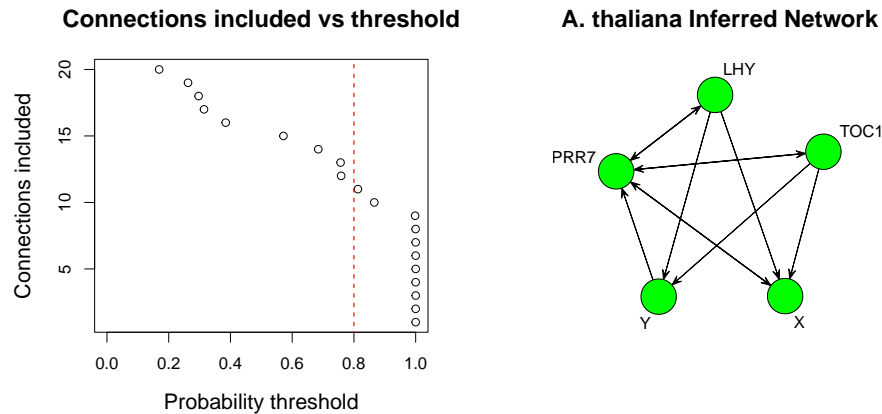 Connections included vs threshold
Connections included
20
15
10
5
0.0 0.2 0.4 0.6 0.8 1.0
Probability threshold
A. thaliana Inferred Network
LHY
TOC1
PRR7
Y
X